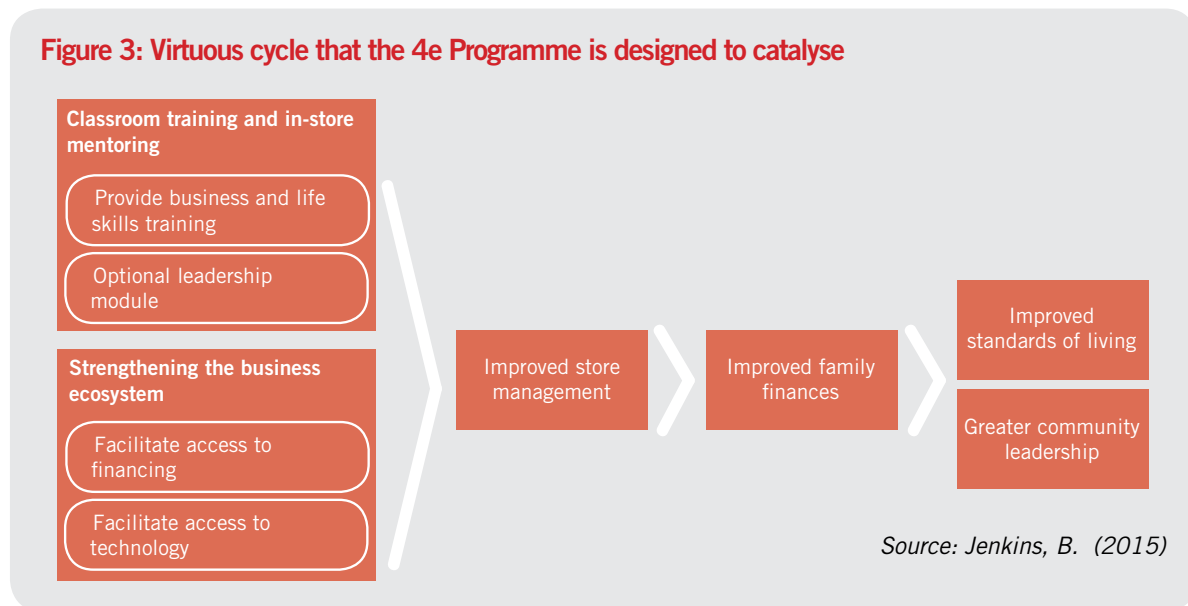 Figure 3: Virtuous cycle that the 4e Programme is designed to catalyse
Classroom training and in-store
mentoring
Provide business and life
skills training
Optional leadership
module
Strengthening the business
ecosystem
Facilitate access to
financing
Facilitate access to
technology
Improved store
management
Improved family
finances
Improved
standards of living
Greater community
leadership
Source: Jenkins, B. (2015)